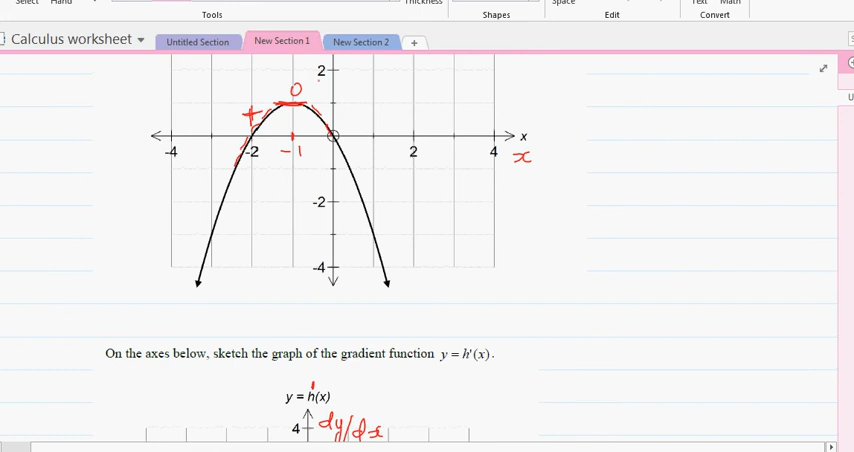 Select Hand Thickness Space Text Math
Tools Shapes Edit Convert
Calculus worksheet Untitled Section New Section 1 New Section 2 +
2
+ 0
-4 -2 -1 2 4 x
x
-2
-4
On the axes below, sketch the graph of the gradient function y = h'(x).
y = h'(x)
4 dy/dx